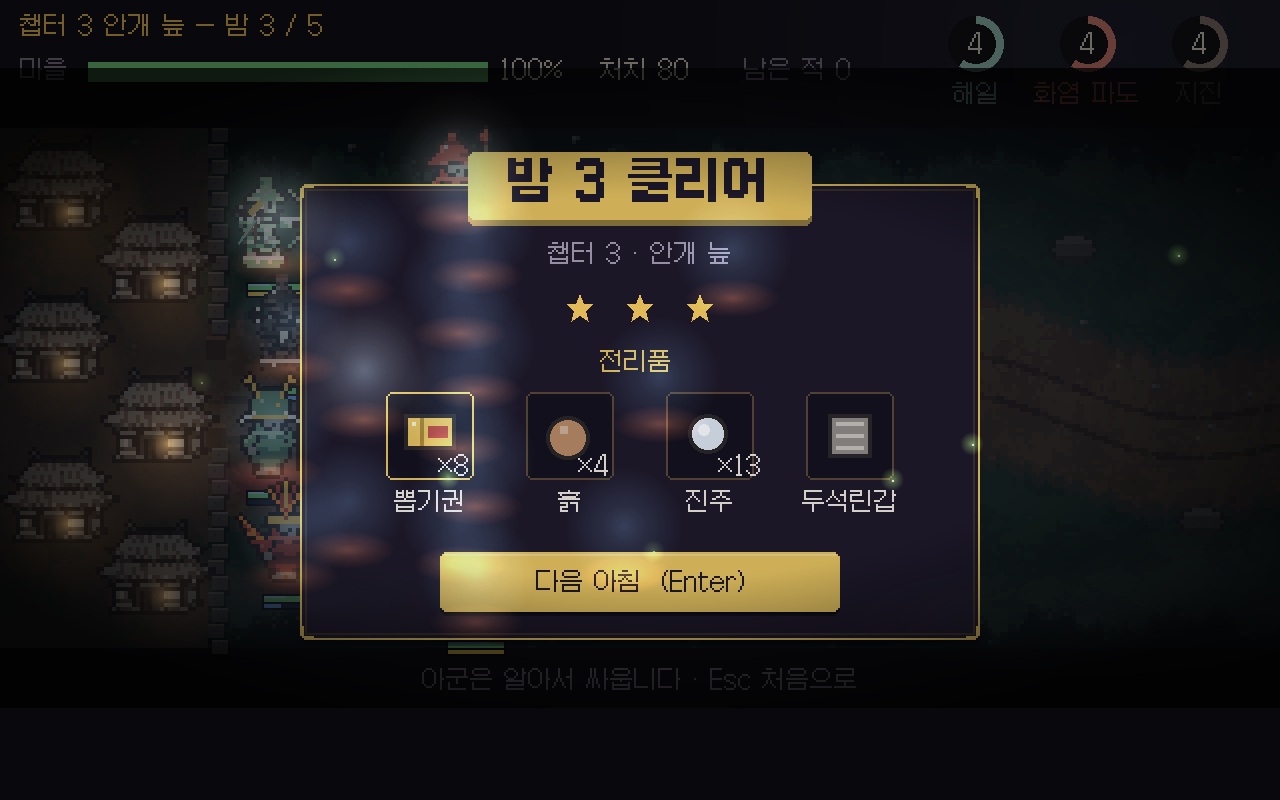 챕터 3 안개 늪 – 밤 3 / 5
마을 100% 처치 80 남은 적 0
4 4 4
해일 화염 파도 지진
밤 3 클리어
챕터 3 · 안개 늪
전리품
×8 ×4 ×13
뽑기권 흙 진주 두석린갑
다음 아침 (Enter)
아군은 알아서 싸웁니다 · Esc 처음으로